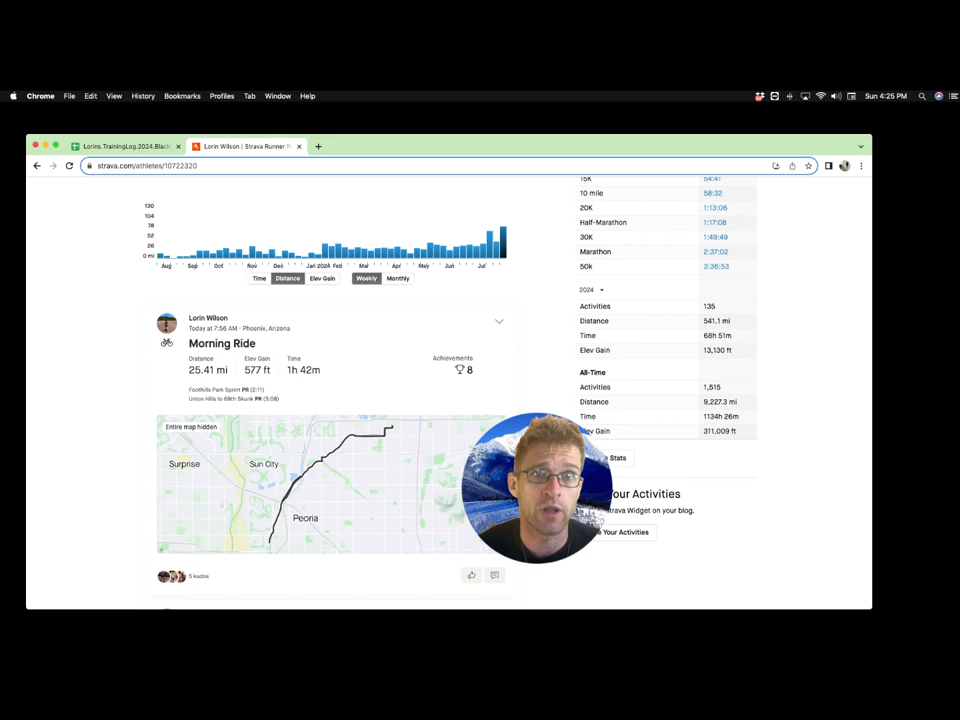 Chrome File Edit View History Bookmarks Profiles Tab Window Help Sun 4:25 PM
Lorins.TrainingLog.2024.Black Lorin Wilson | Strava Runner P
strava.com/athletes/10722320
130
104
78
52
26
0 mi
Aug Sep Oct Nov Dec Jan 2024 Feb Mar Apr May Jun Jul
Time Distance Elev Gain Weekly Monthly
Lorin Wilson
Today at 7:56 AM · Phoenix, Arizona
Morning Ride
Distance Elev Gain Time Achievements
25.41 mi 577 ft 1h 42m 8
Foothills Park Sprint PR (2:11)
Union Hills to 69th Skunk PR (5:08)
Entire map hidden
Surprise
Sun City
Peoria
5 kudos
15K 54:41
10 mile 58:32
20K 1:13:06
Half-Marathon 1:17:08
30K 1:49:49
Marathon 2:37:02
50k 3:36:53
2024
Activities 135
Distance 541.1 mi
Time 68h 51m
Elev Gain 13,130 ft
All-Time
Activities 1,515
Distance 9,227.3 mi
Time 1134h 26m
Elev Gain 311,009 ft
Stats
Your Activities
Strava Widget on your blog.
Your Activities